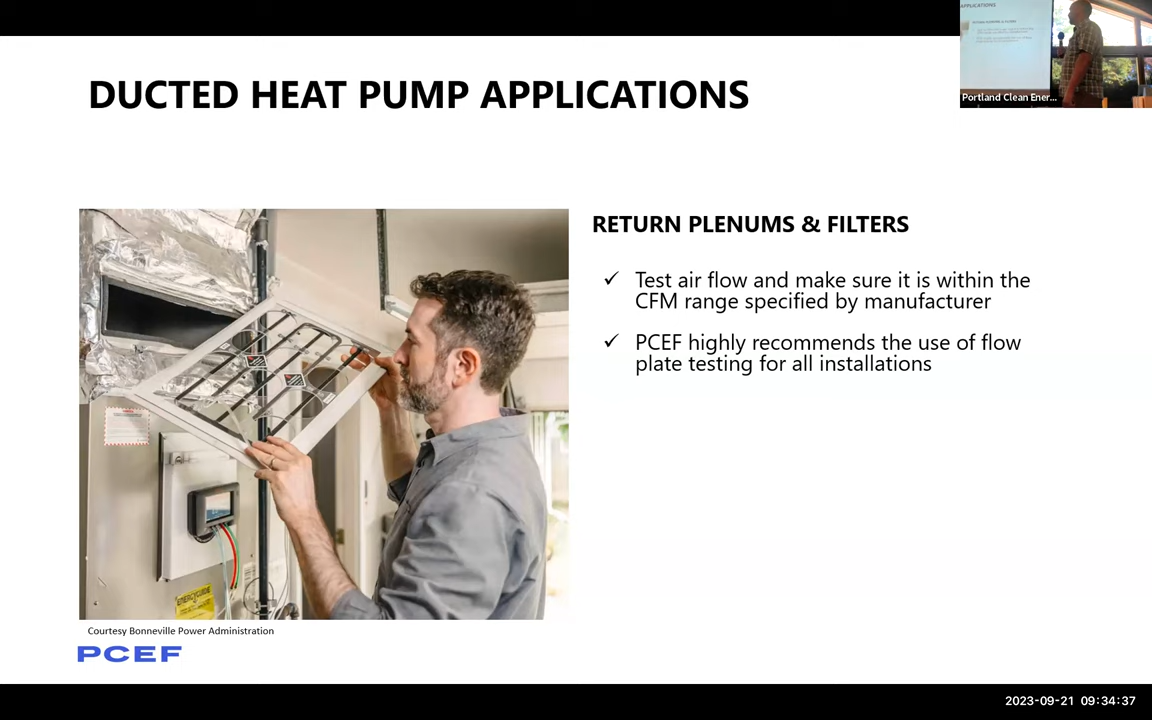 APPLICATIONS
Portland Clean Ener...
DUCTED HEAT PUMP APPLICATIONS
RETURN PLENUMS & FILTERS
✓ Test air flow and make sure it is within the
CFM range specified by manufacturer
✓ PCEF highly recommends the use of flow
plate testing for all installations
ENERGYGUIDE
Courtesy Bonneville Power Administration
PCEF
2023-09-21 09:34:37